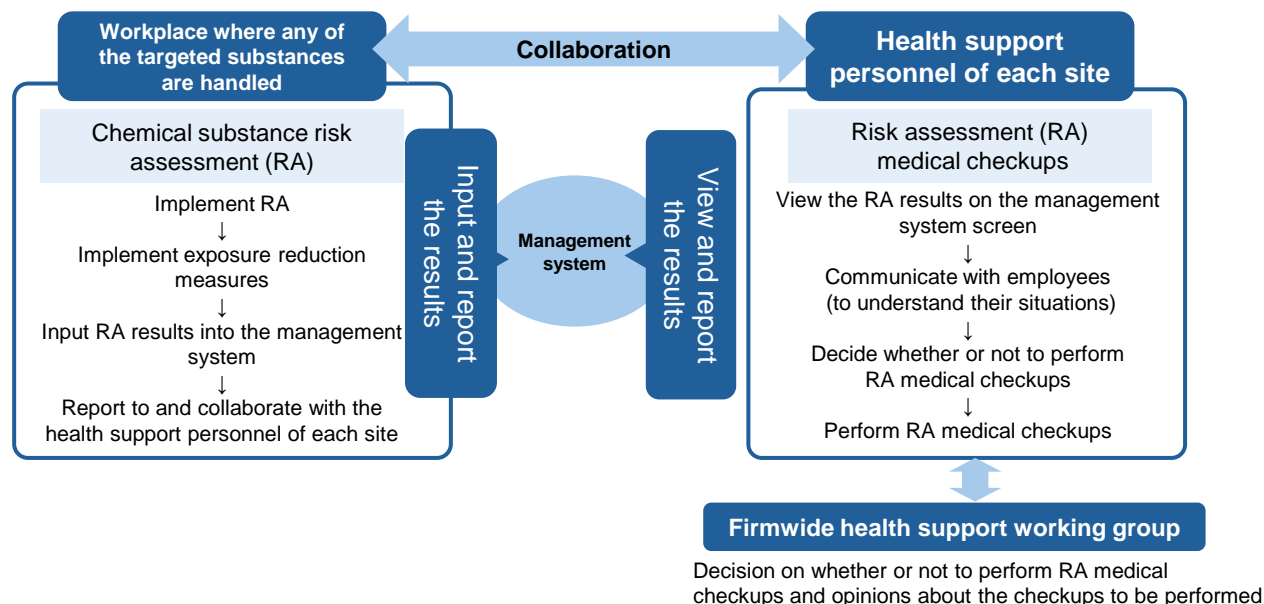 Workplace where any of
the targeted substances
are handled
Collaboration
Health support
personnel of each site
Chemical substance risk
assessment (RA)
Implement RA
↓
Implement exposure reduction
measures
↓
Input RA results into the management
system
↓
Report to and collaborate with the
health support personnel of each site
Input and report
the results
Management
system
View and report
the results
Risk assessment (RA)
medical checkups
View the RA results on the management
system screen
↓
Communicate with employees
(to understand their situations)
↓
Decide whether or not to perform
RA medical checkups
↓
Perform RA medical checkups
Firmwide health support working group
Decision on whether or not to perform RA medical
checkups and opinions about the checkups to be performed